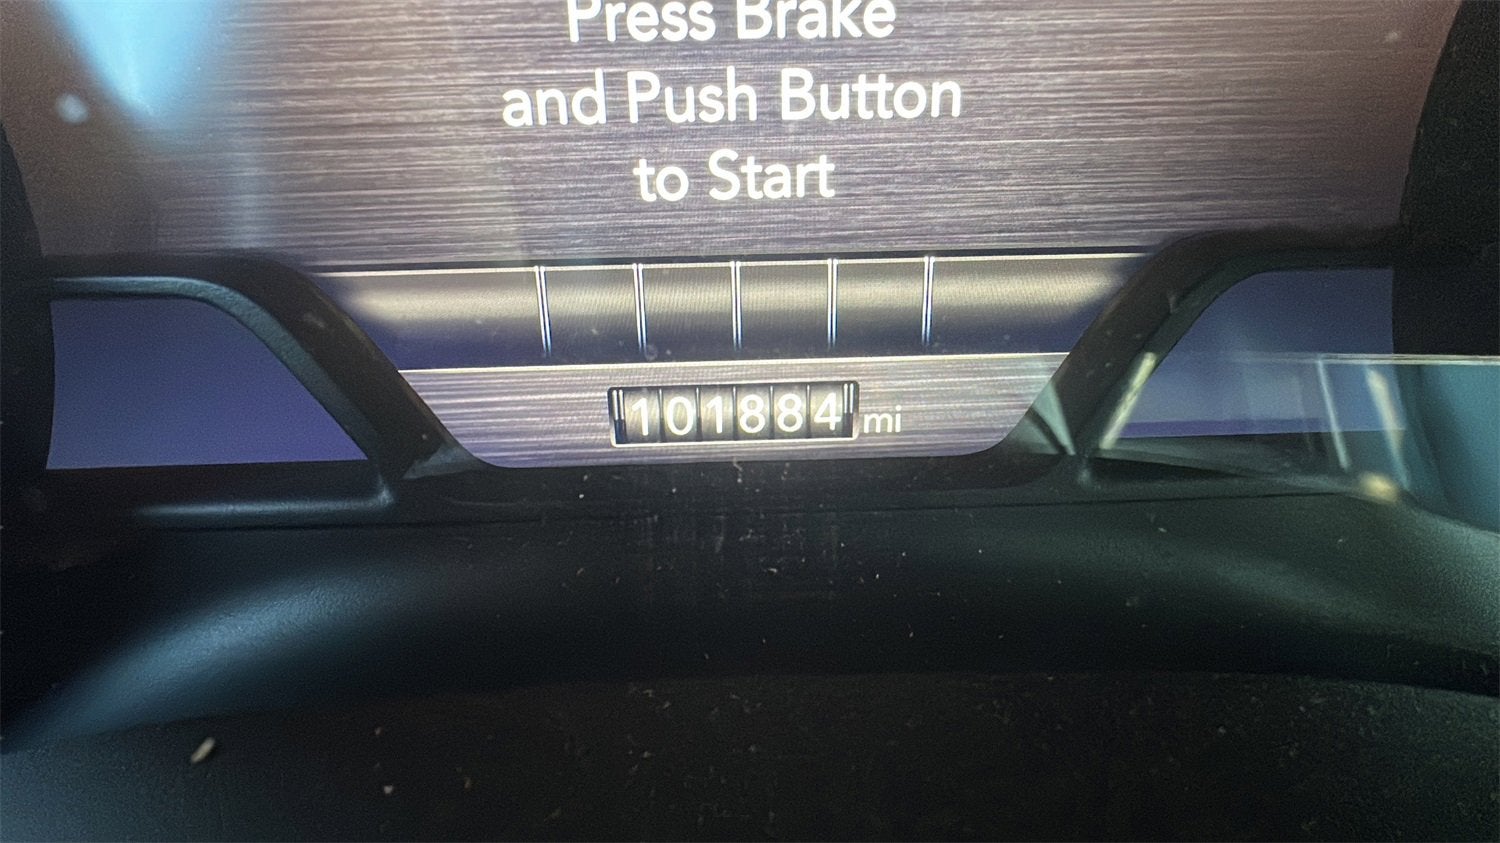 Press Brake
and Push Button
to Start
101884 mi